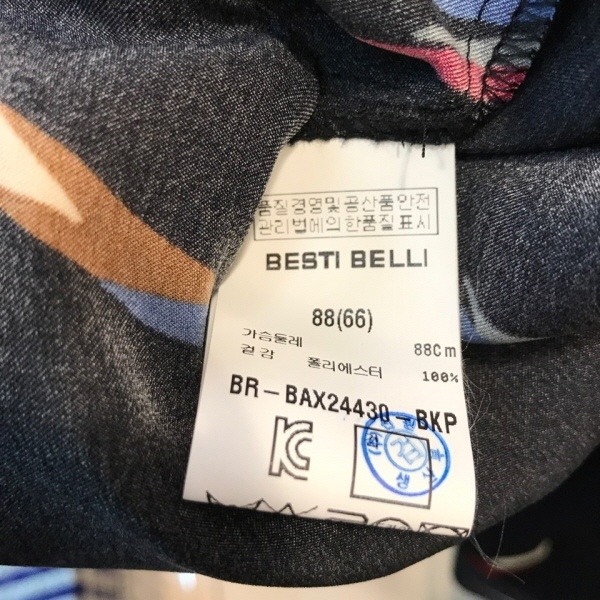 품질경영및공산품안전
관리법에의한품질표시
BESTI BELLI
88(66)
가슴둘레 88Cm
겉감 폴리에스터 100%
BR-BAX2443Q-BKP